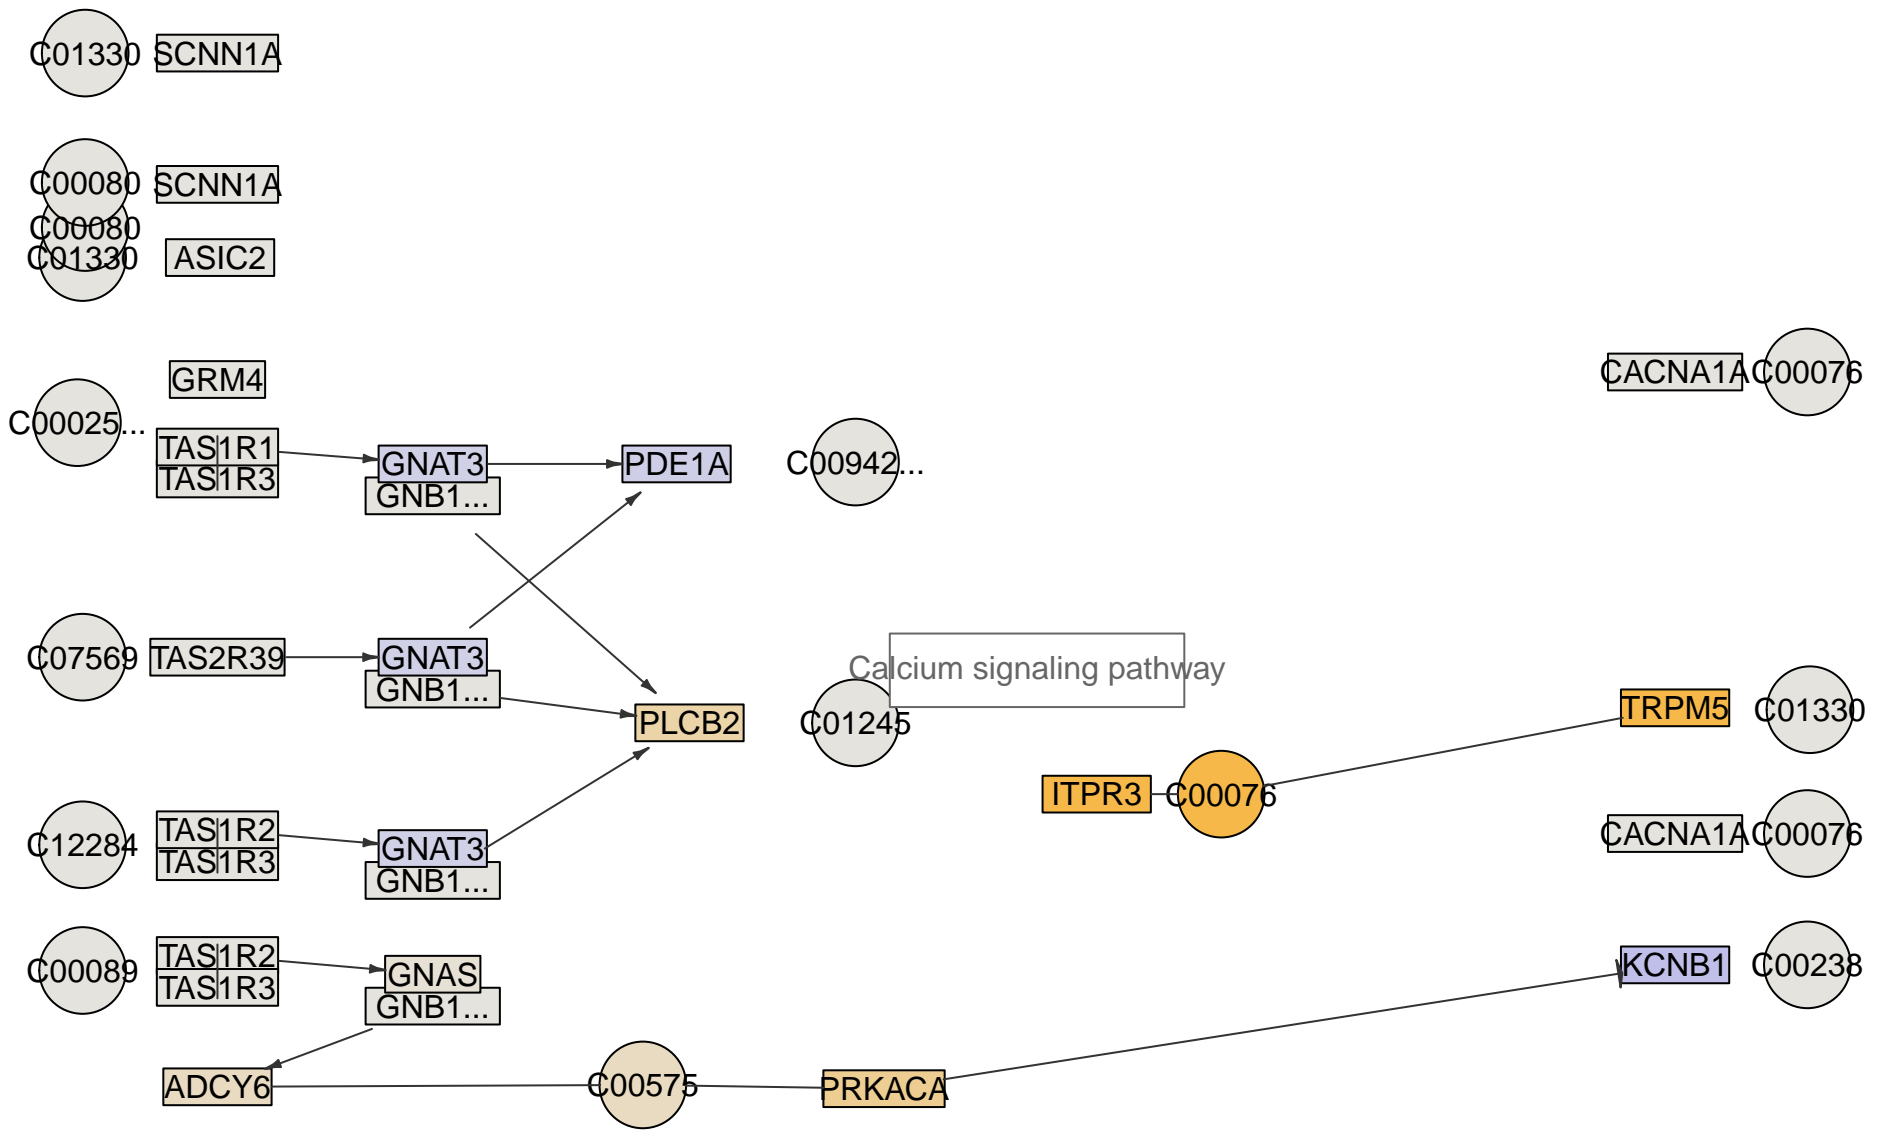 C01330 SCNN1A
C00080 SCNN1A
C00080
C01330 ASIC2
GRM4
CACNA1A C00076
C00025...
TAS1R1
GNAT3 PDE1A C00942...
TAS1R3
GNB1...
C07569 TAS2R39 GNAT3
Calcium signaling pathway
GNB1...
TRPM5 C01330
PLCB2 C01245
ITPR3 C00076
TAS1R2
CACNA1A C00076
C12284
GNAT3
TAS1R3
GNB1...
TAS1R2
KCNB1 C00238
C00089
GNAS
TAS1R3
GNB1...
ADCY6 C00575 PRKACA